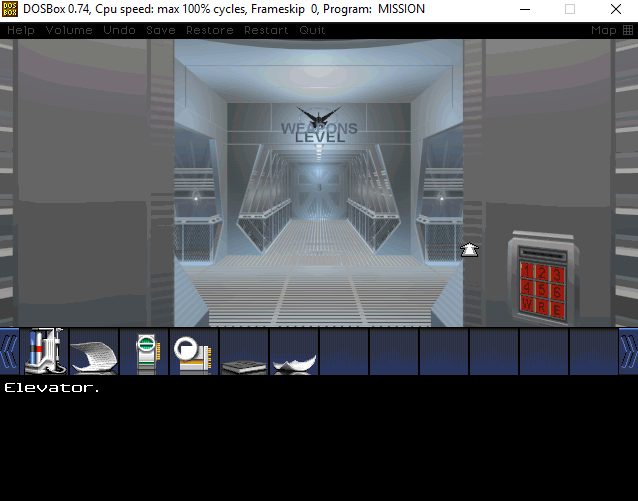 DOSBox 0.74, Cpu speed: max 100% cycles, Frameskip 0, Program: MISSION
Help Volume Undo Save Restore Restart Quit Map
WEAPONS
LEVEL
1 2 3
4 5 6
W R E
Elevator.